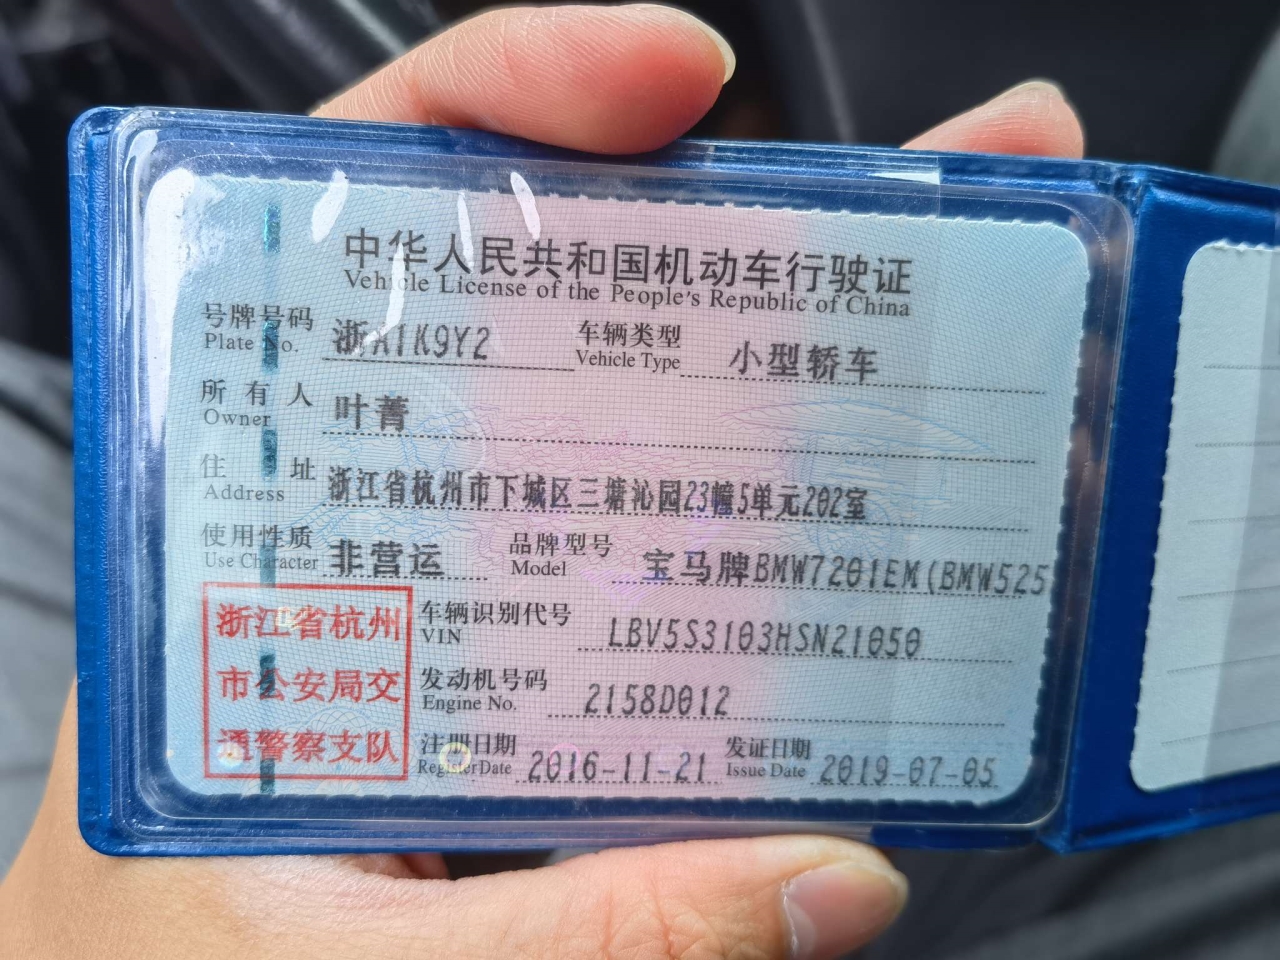 中华人民共和国机动车行驶证
Vehicle License of the People's Republic of China
号牌号码 浙A1K9Y2 车辆类型 小型轿车
Plate No. Vehicle Type
所有人 叶菁
Owner
住址 浙江省杭州市下城区三塘沁园23幢5单元202室
Address
使用性质 非营运 品牌型号 宝马牌BMW7201EM(BMW525
Use Character Model
浙江省杭州
市公安局交
通警察支队
车辆识别代号 LBV5S3103HSN21050
VIN
发动机号码 2158D012
Engine No.
注册日期 2016-11-21 发证日期 2019-07-05
Register Date Issue Date